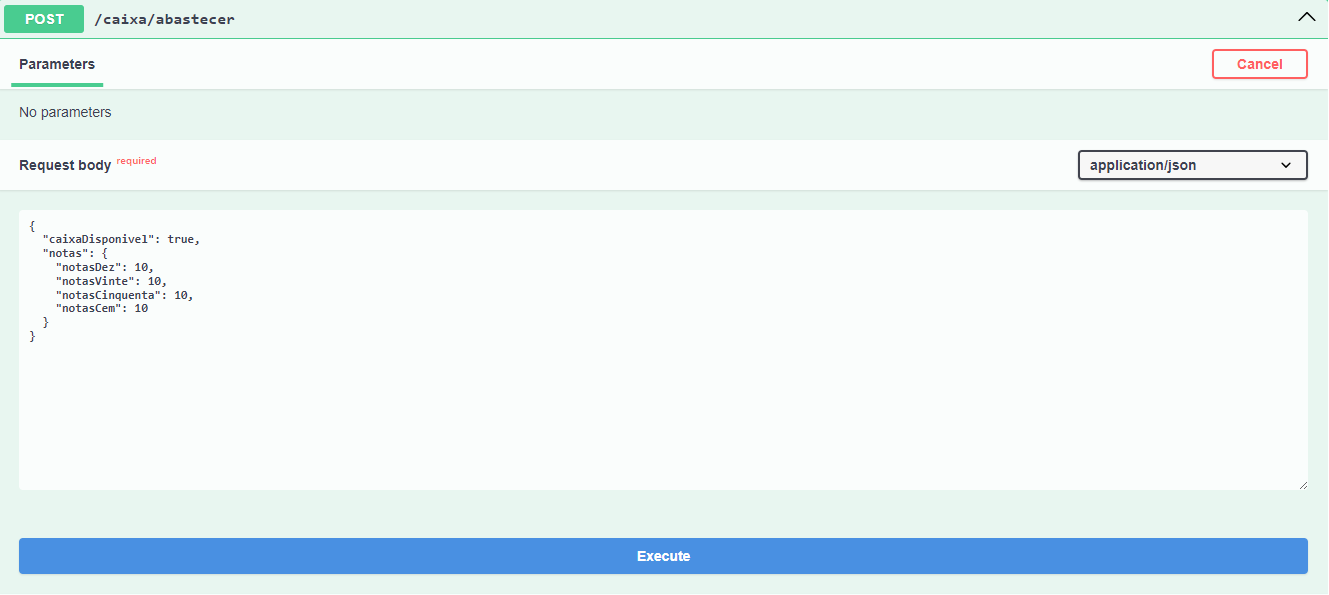 POST /caixa/abastecer
Parameters
Cancel
No parameters
Request body required
application/json
{
  "caixaDisponivel": true,
  "notas": {
    "notasDez": 10,
    "notasVinte": 10,
    "notasCinquenta": 10,
    "notasCem": 10
  }
}
Execute